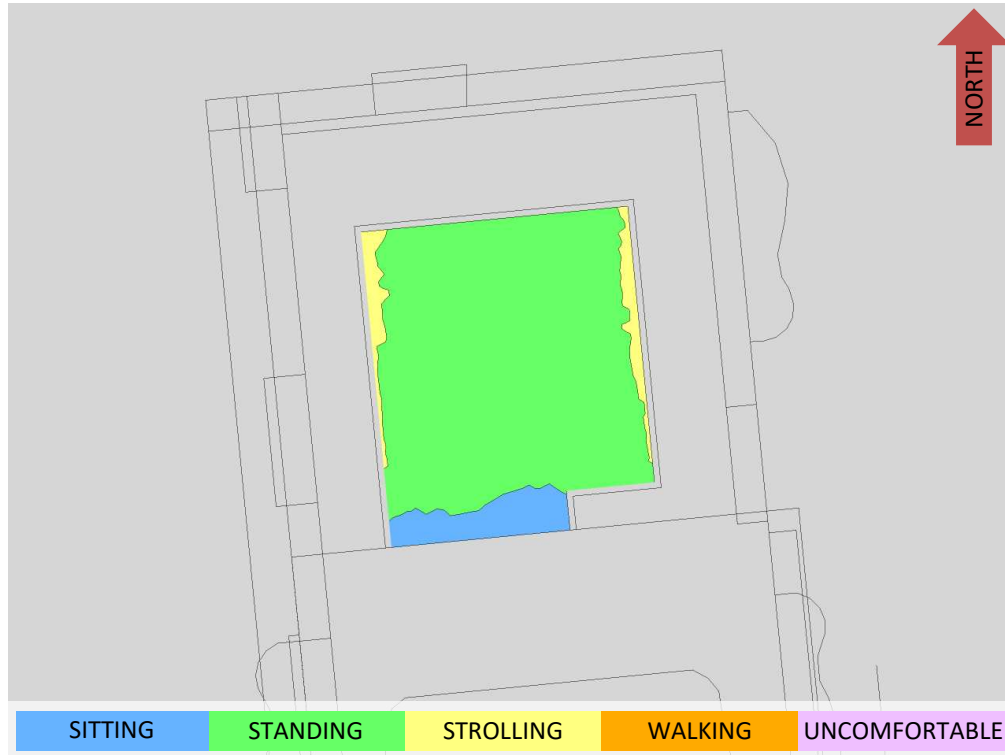 NORTH
SITTING
STANDING
STROLLING
WALKING
UNCOMFORTABLE